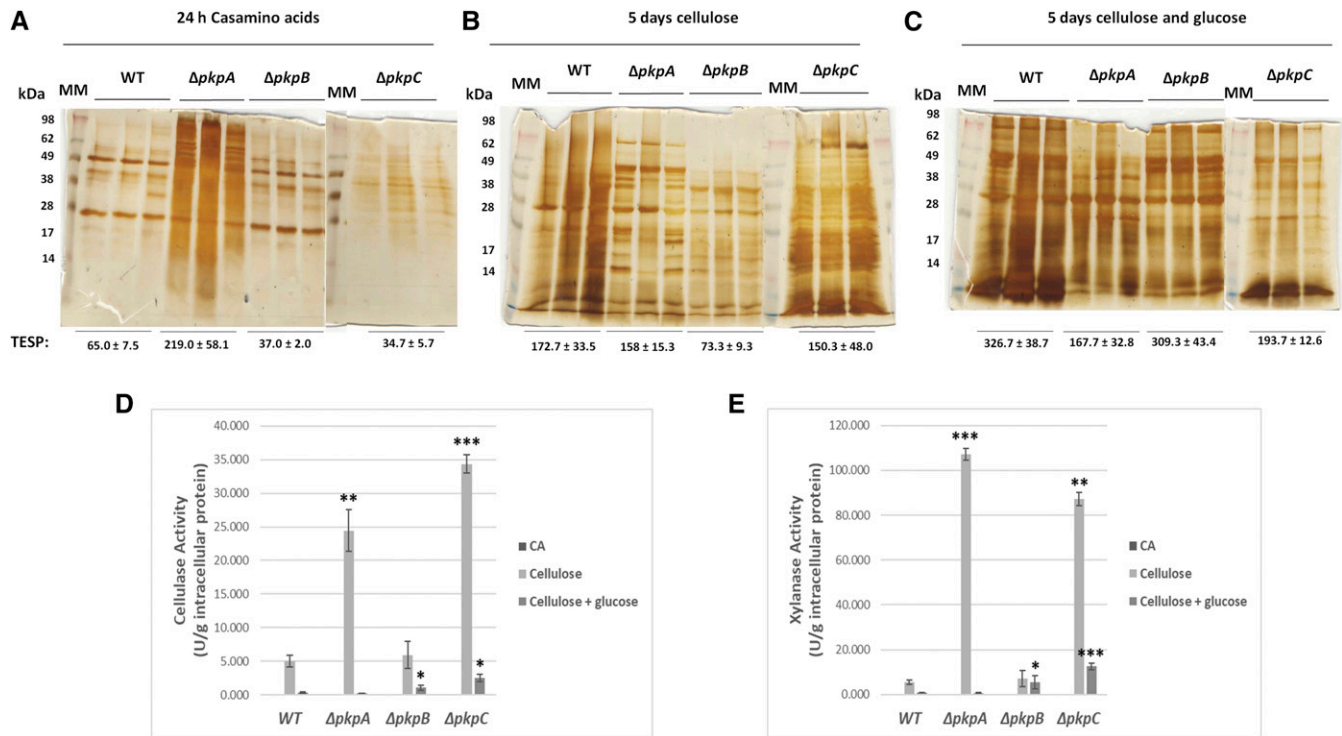 A
24 h Casamino acids
MM
WT
ΔpkpA
ΔpkpB
MM
ΔpkpC
kDa
98
62
49
38
28
17
14
TESP:
65.0 ± 7.5
219.0 ± 58.1
37.0 ± 2.0
34.7 ± 5.7
B
5 days cellulose
MM
WT
ΔpkpA
ΔpkpB
MM
ΔpkpC
kDa
98
62
49
38
28
17
14
172.7 ± 33.5
158 ± 15.3
73.3 ± 9.3
150.3 ± 48.0
C
5 days cellulose and glucose
MM
WT
ΔpkpA
ΔpkpB
MM
ΔpkpC
kDa
98
62
49
38
28
17
14
326.7 ± 38.7
167.7 ± 32.8
309.3 ± 43.4
193.7 ± 12.6
D
Cellulase Activity
(U/g intracellular protein)
40.000
35.000
30.000
25.000
20.000
15.000
10.000
5.000
0.000
**
*
***
*
WT
ΔpkpA
ΔpkpB
ΔpkpC
CA
Cellulose
Cellulose + glucose
E
Xylanase Activity
(U/g intracellular protein)
120.000
100.000
80.000
60.000
40.000
20.000
0.000
***
*
**
***
WT
ΔpkpA
ΔpkpB
ΔpkpC
CA
Cellulose
Cellulose + glucose